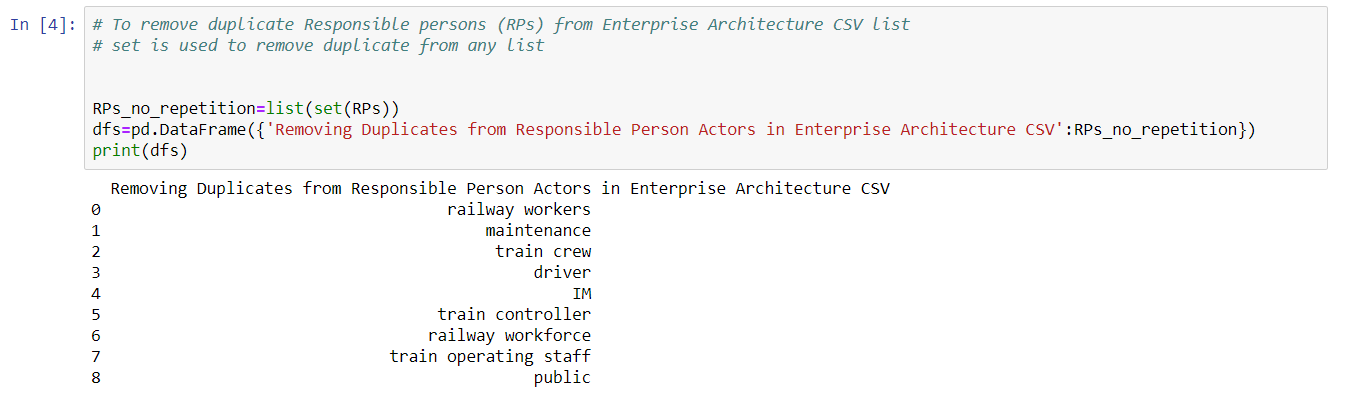 In [4]: # To remove duplicate Responsible persons (RPs) from Enterprise Architecture CSV list
# set is used to remove duplicate from any list
RPs_no_repetition=list(set(RPs))
dfs=pd.DataFrame({'Removing Duplicates from Responsible Person Actors in Enterprise Architecture CSV':RPs_no_repetition})
print(dfs)
Removing Duplicates from Responsible Person Actors in Enterprise Architecture CSV
0 railway workers
1 maintenance
2 train crew
3 driver
4 IM
5 train controller
6 railway workforce
7 train operating staff
8 public